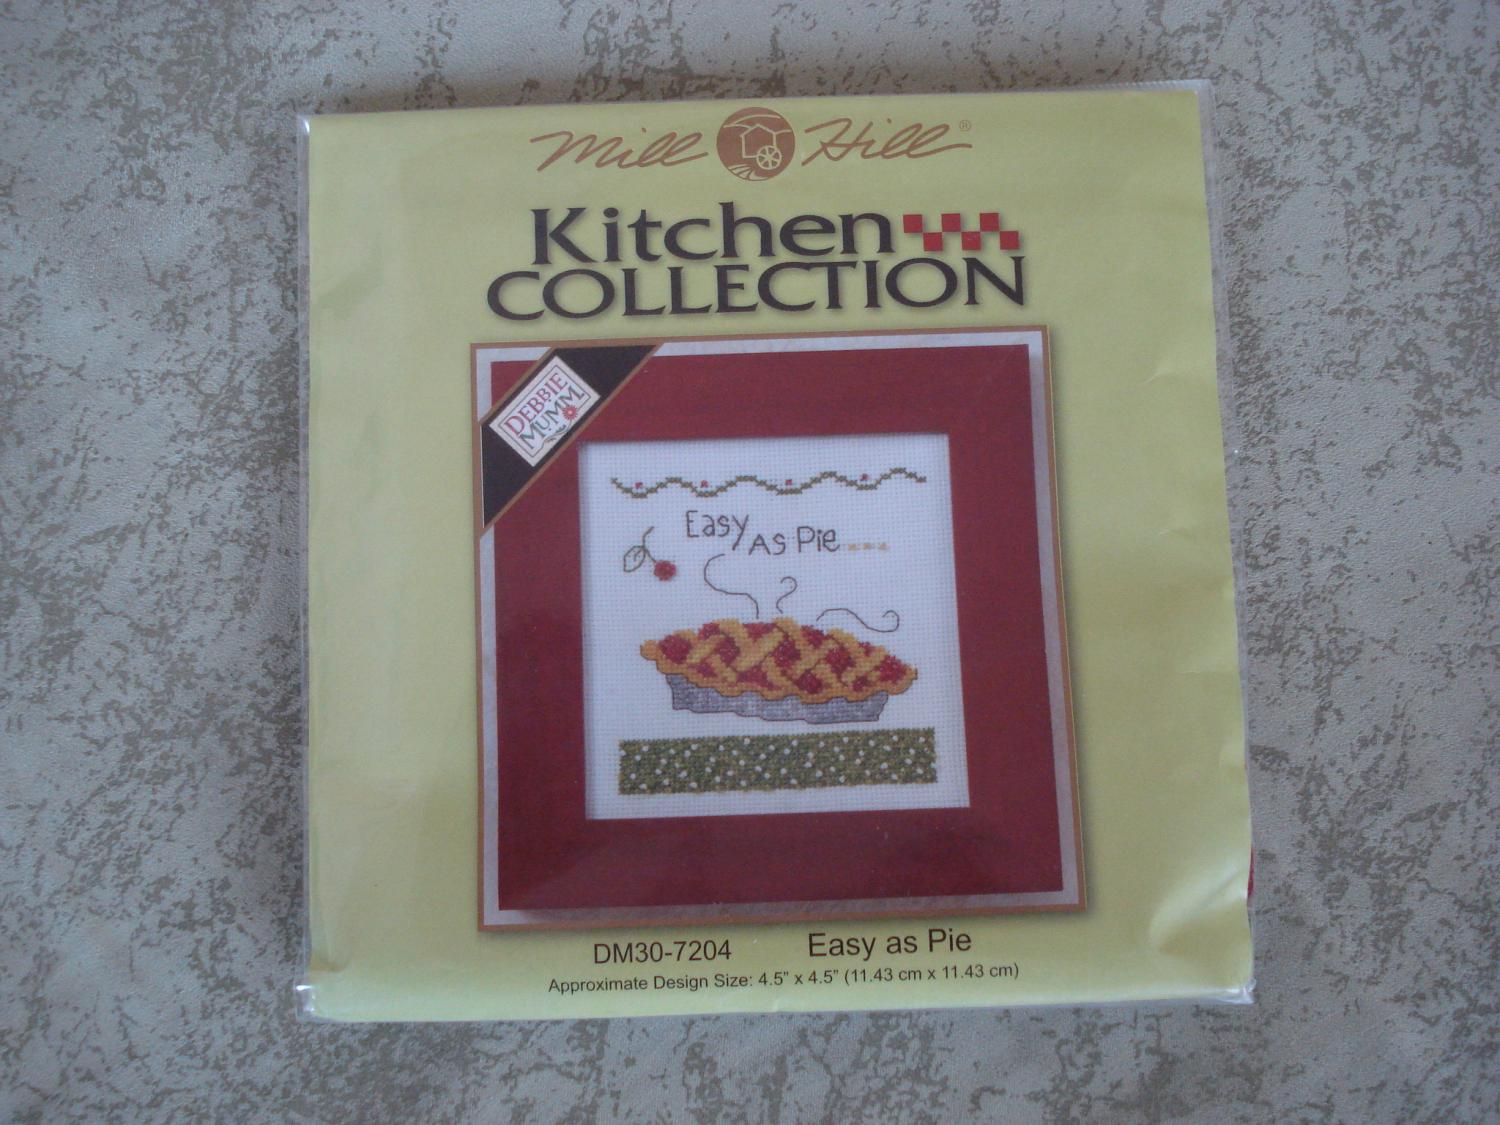 Mill Hill®
Kitchen
COLLECTION
DEBBIE
MUMM
Easy As Pie....
DM30-7204 Easy as Pie
Approximate Design Size: 4.5" x 4.5" (11.43 cm x 11.43 cm)